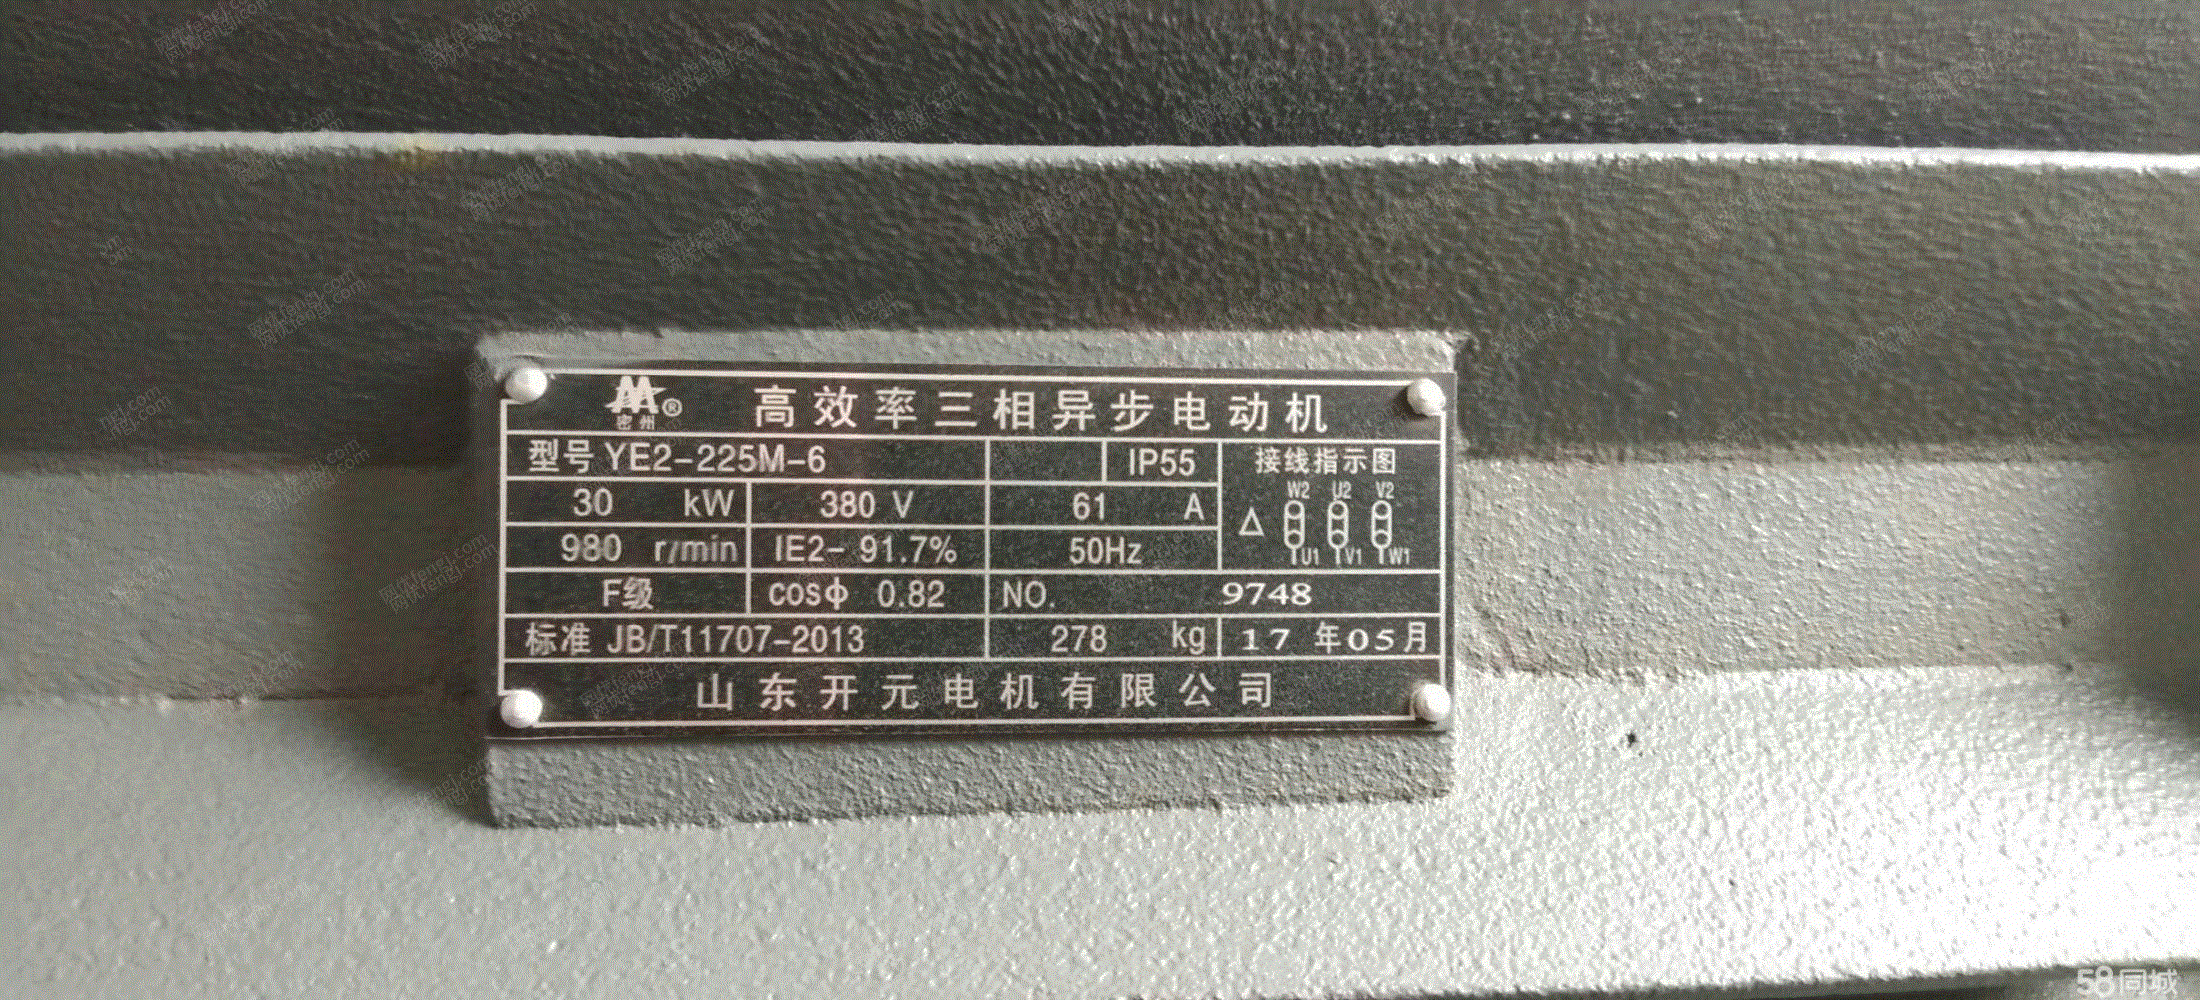 密州 ® 高效率三相异步电动机
型号 YE2-225M-6 IP55 接线指示图
W2 U2 V2
30 kW 380 V 61 A △
980 r/min IE2- 91.7% 50Hz U1 V1 W1
F级 cosφ 0.82 NO. 9748
标准 JB/T11707-2013 278 kg 17 年05月
山东开元电机有限公司
58同城